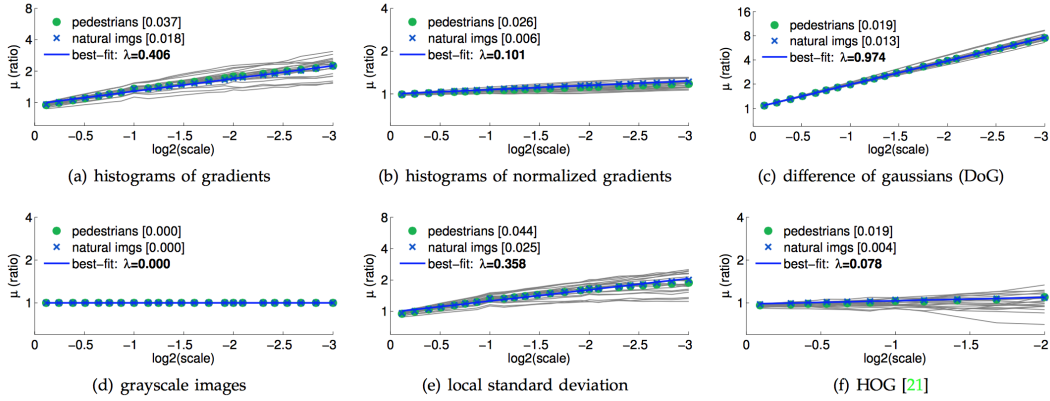 8
4
2
1
μ (ratio)
pedestrians [0.037]
natural imgs [0.018]
best−fit: λ=0.406
0 −0.5 −1 −1.5 −2 −2.5 −3
log2(scale)
(a) histograms of gradients
4
2
1
μ (ratio)
pedestrians [0.026]
natural imgs [0.006]
best−fit: λ=0.101
0 −0.5 −1 −1.5 −2 −2.5 −3
log2(scale)
(b) histograms of normalized gradients
16
8
4
2
1
μ (ratio)
pedestrians [0.019]
natural imgs [0.013]
best−fit: λ=0.974
0 −0.5 −1 −1.5 −2 −2.5 −3
log2(scale)
(c) difference of gaussians (DoG)
4
2
1
μ (ratio)
pedestrians [0.000]
natural imgs [0.000]
best−fit: λ=0.000
0 −0.5 −1 −1.5 −2 −2.5 −3
log2(scale)
(d) grayscale images
8
4
2
1
μ (ratio)
pedestrians [0.044]
natural imgs [0.025]
best−fit: λ=0.358
0 −0.5 −1 −1.5 −2 −2.5 −3
log2(scale)
(e) local standard deviation
4
2
1
μ (ratio)
pedestrians [0.019]
natural imgs [0.004]
best−fit: λ=0.078
0 −0.5 −1 −1.5 −2
log2(scale)
(f) HOG [21]